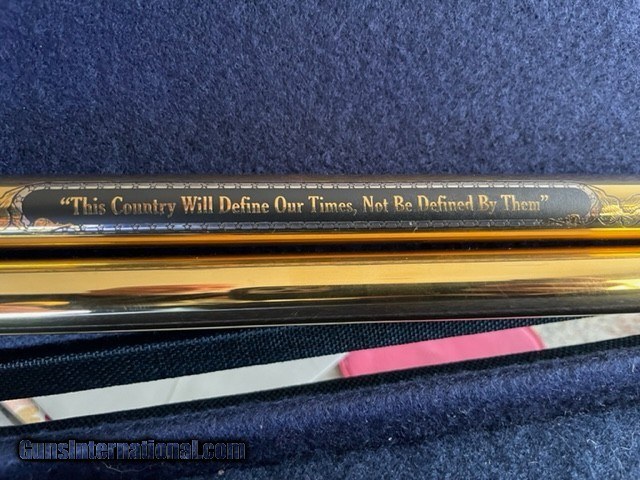 “This Country Will Define Our Times, Not Be Defined By Them”
GunsInternational.com